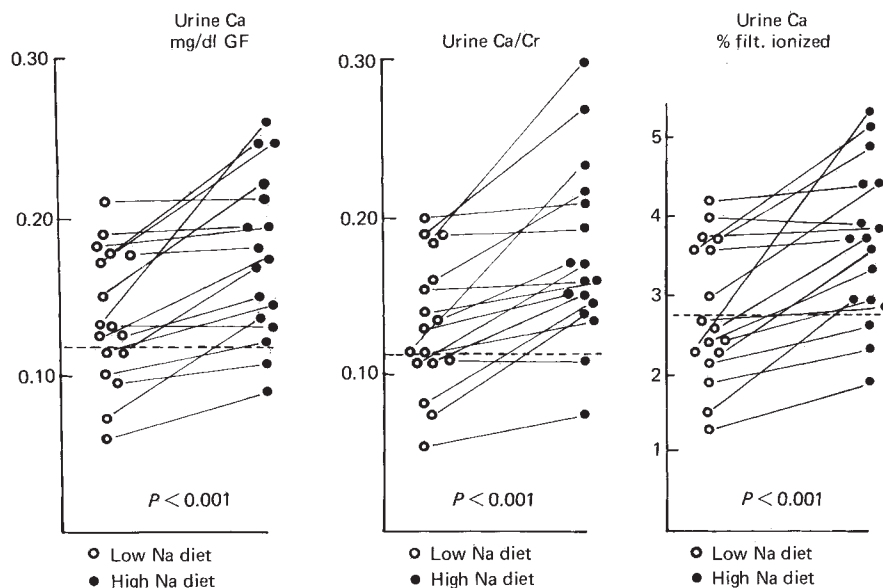 Urine Ca
mg/dl GF
0.30
0.20
0.10
P < 0.001
Low Na diet
High Na diet
Urine Ca/Cr
0.30
0.20
0.10
P < 0.001
Low Na diet
High Na diet
Urine Ca
% filt. ionized
5
4
3
2
1
P < 0.001
Low Na diet
High Na diet